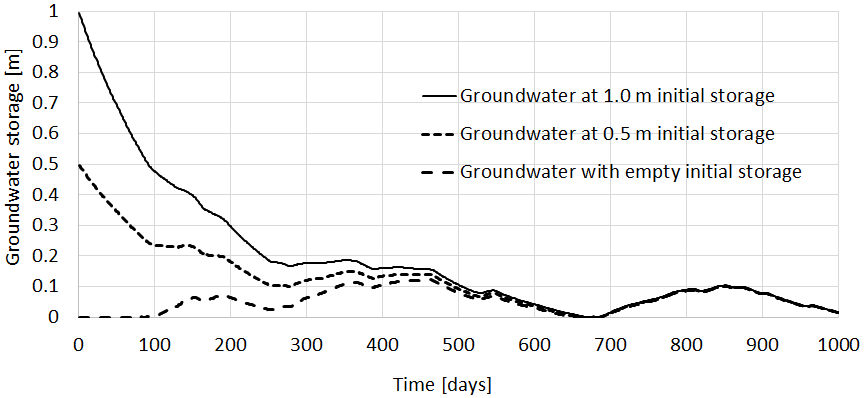 1
0.9
0.8
0.7
0.6
0.5
0.4
0.3
0.2
0.1
0
Groundwater storage [m]
Groundwater at 1.0 m initial storage
Groundwater at 0.5 m initial storage
Groundwater with empty initial storage
0 100 200 300 400 500 600 700 800 900 1000
Time [days]